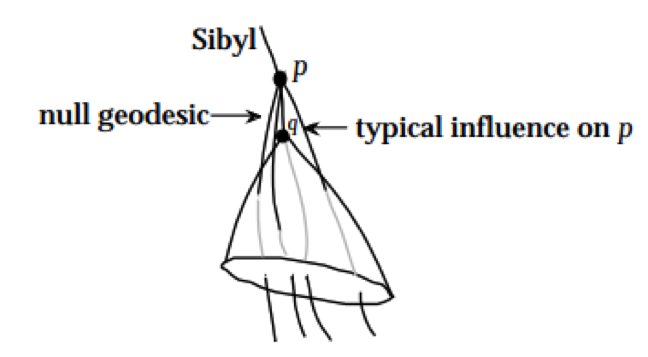 Sibyl
p
null geodesic
q
typical influence on p